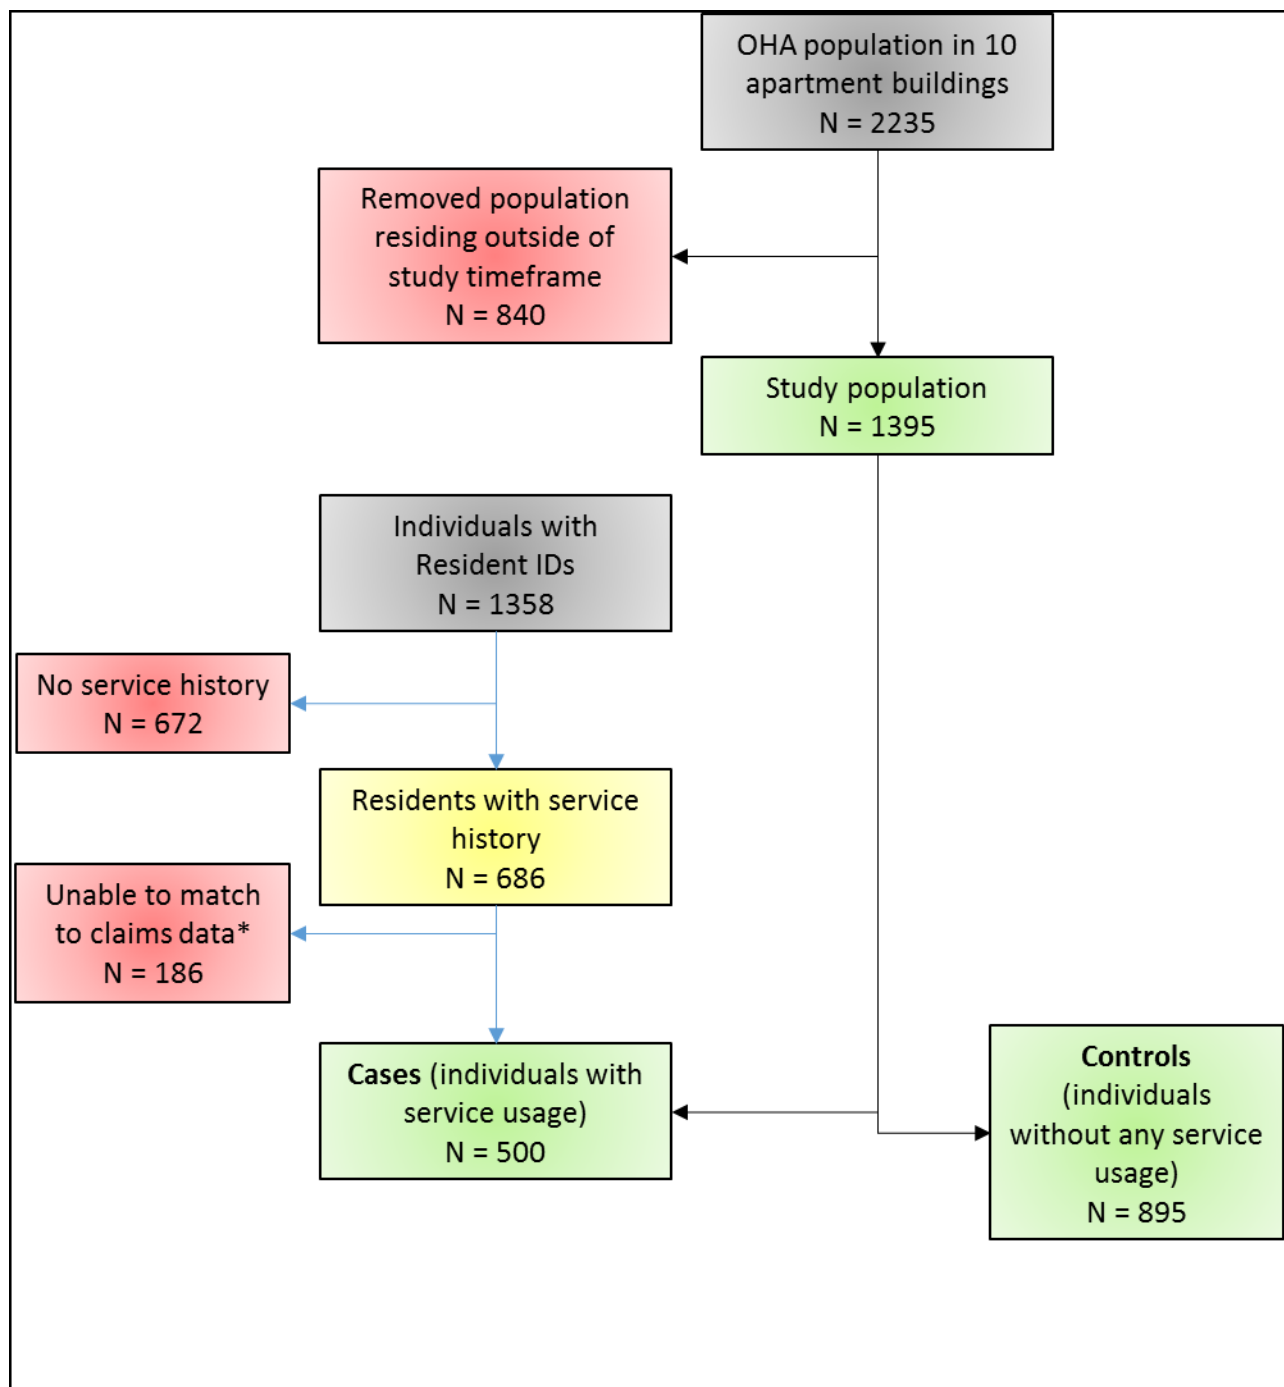 OHA population in 10
apartment buildings
N = 2235
Removed population
residing outside of
study timeframe
N = 840
Study population
N = 1395
Individuals with
Resident IDs
N = 1358
No service history
N = 672
Residents with service
history
N = 686
Unable to match
to claims data*
N = 186
Cases (individuals with
service usage)
N = 500
Controls
(individuals
without any service
usage)
N = 895